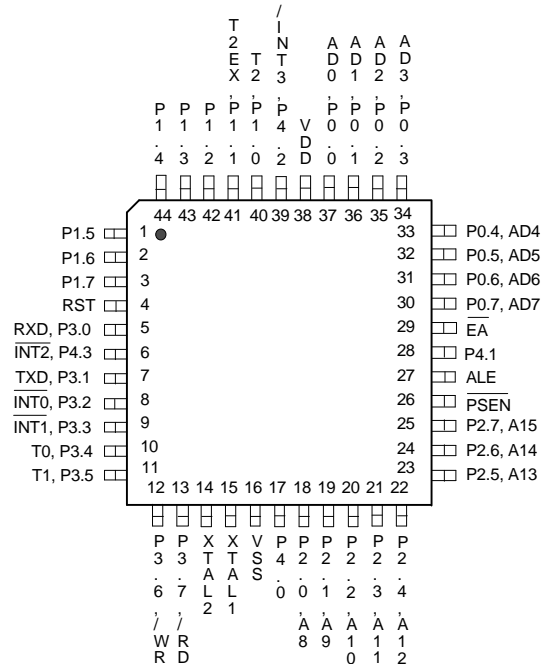 P1.4
P1.3
P1.2
T2EX,P1.1
T2,P1.0
/INT3,P4.2
VDD
AD0,P0.0
AD1,P0.1
AD2,P0.2
AD3,P0.3
44 43 42 41 40 39 38 37 36 35 34
P1.5 1
P1.6 2
P1.7 3
RST 4
RXD, P3.0 5
INT2, P4.3 6
TXD, P3.1 7
INT0, P3.2 8
INT1, P3.3 9
T0, P3.4 10
T1, P3.5 11
33 P0.4, AD4
32 P0.5, AD5
31 P0.6, AD6
30 P0.7, AD7
29 EA
28 P4.1
27 ALE
26 PSEN
25 P2.7, A15
24 P2.6, A14
23 P2.5, A13
12 13 14 15 16 17 18 19 20 21 22
P3.6,/WR
P3.7,/RD
XTAL2
XTAL1
VSS
P4.0
P2.0,A8
P2.1,A9
P2.2,A10
P2.3,A11
P2.4,A12